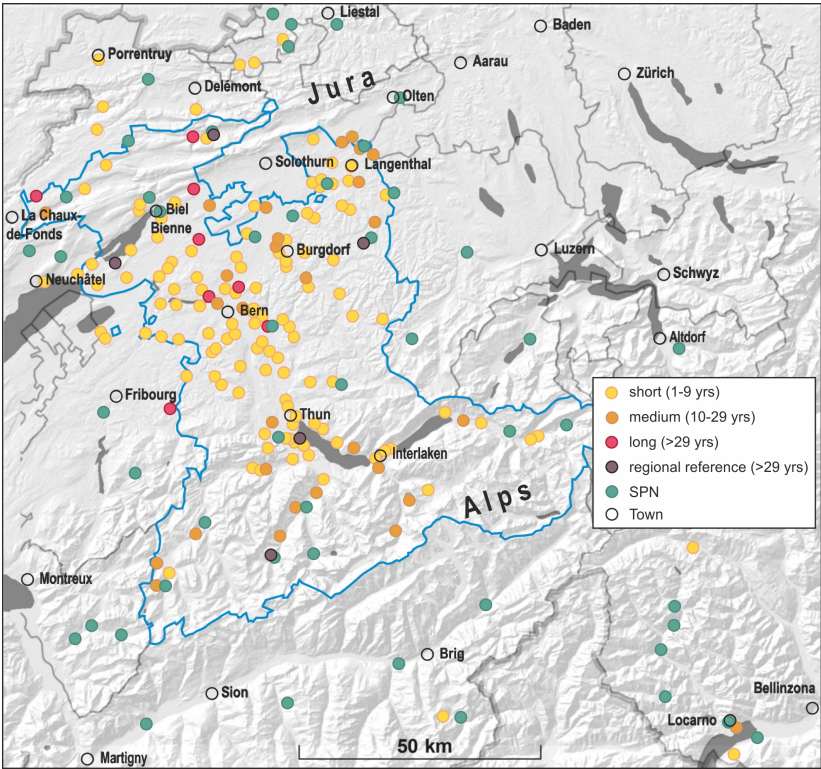 Liestal
Baden
Porrentruy
Aarau
Zürich
Delémont
Jura
Olten
Solothurn
Langenthal
La Chaux-
de-Fonds
Biel
Bienne
Burgdorf
Luzern
Neuchâtel
Schwyz
Bern
Altdorf
Fribourg
Thun
Interlaken
short (1-9 yrs)
medium (10-29 yrs)
long (>29 yrs)
regional reference (>29 yrs)
SPN
Town
Alps
Montreux
Brig
Sion
Bellinzona
Locarno
50 km
Martigny